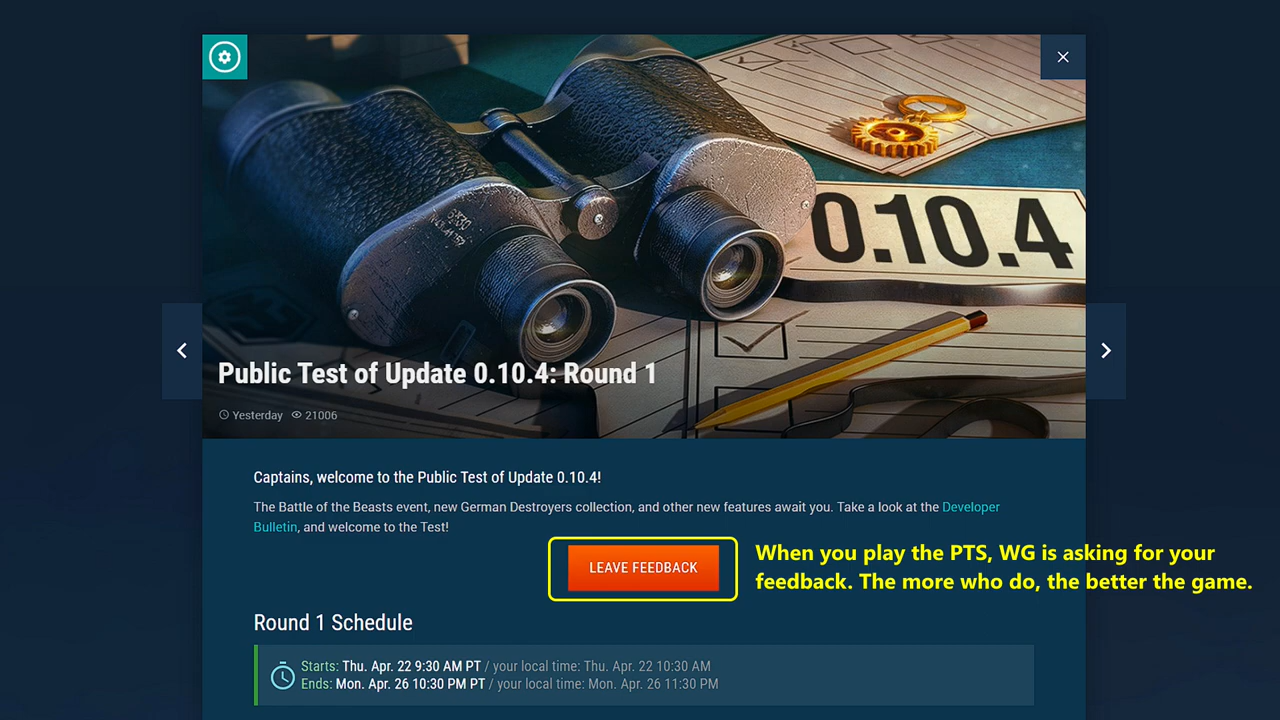 0.10.4
Public Test of Update 0.10.4: Round 1
Yesterday 21006
Captains, welcome to the Public Test of Update 0.10.4!
The Battle of the Beasts event, new German Destroyers collection, and other new features await you. Take a look at the Developer
Bulletin, and welcome to the Test!
LEAVE FEEDBACK
When you play the PTS, WG is asking for your
feedback. The more who do, the better the game.
Round 1 Schedule
Starts: Thu. Apr. 22 9:30 AM PT / your local time: Thu. Apr. 22 10:30 AM
Ends: Mon. Apr. 26 10:30 PM PT / your local time: Mon. Apr. 26 11:30 PM